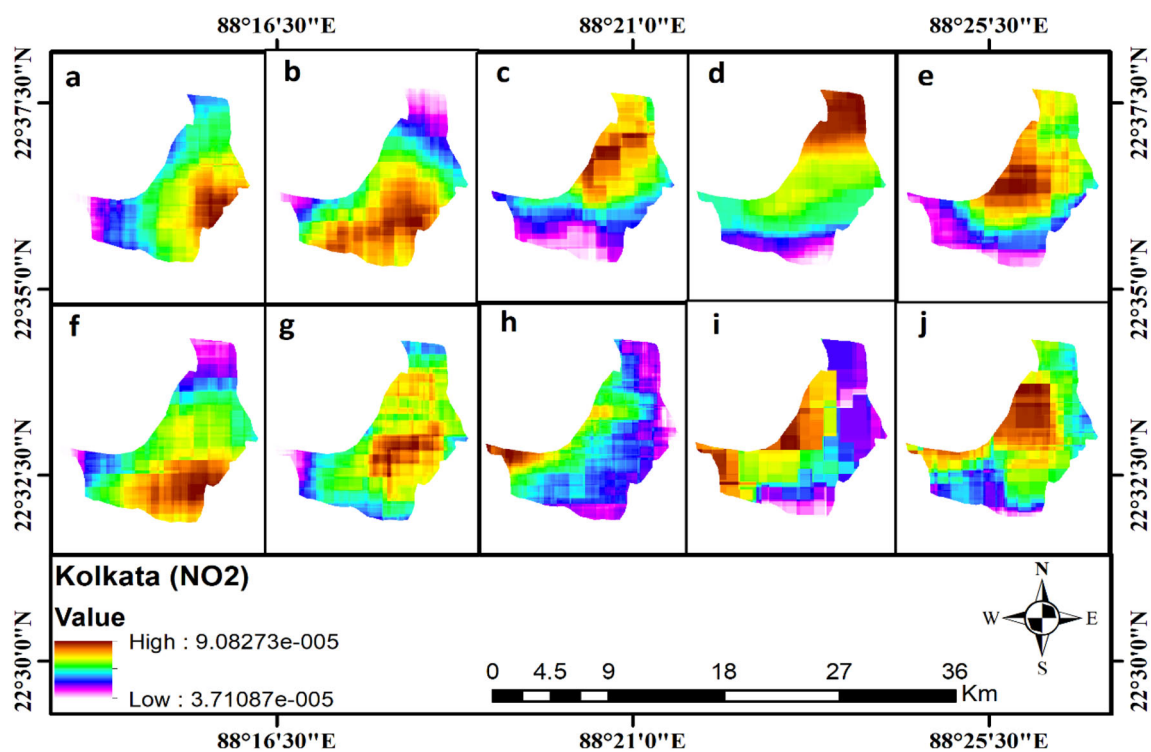 88°16'30"E 88°21'0"E 88°25'30"E
22°37'30"N 22°37'30"N
a b c d e
22°35'0"N 22°35'0"N
f g h i j
22°32'30"N 22°32'30"N
Kolkata (NO2)
Value
High : 9.08273e-005
Low : 3.71087e-005
N
W E
S
22°30'0"N 22°30'0"N
0 4.5 9 18 27 36
Km
88°16'30"E 88°21'0"E 88°25'30"E